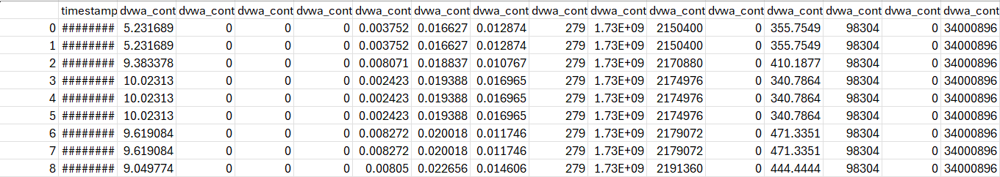 timestamp dvwa_cont dvwa_cont dvwa_cont dvwa_cont dvwa_cont dvwa_cont dvwa_cont dvwa_cont dvwa_cont dvwa_cont dvwa_cont dvwa_cont dvwa_cont dvwa_cont dvwa_cont
0 ######## 5.231689 0 0 0 0.003752 0.016627 0.012874 279 1.73E+09 2150400 0 355.7549 98304 0 34000896
1 ######## 5.231689 0 0 0 0.003752 0.016627 0.012874 279 1.73E+09 2150400 0 355.7549 98304 0 34000896
2 ######## 9.383378 0 0 0 0.008071 0.018837 0.010767 279 1.73E+09 2170880 0 410.1877 98304 0 34000896
3 ######## 10.02313 0 0 0 0.002423 0.019388 0.016965 279 1.73E+09 2174976 0 340.7864 98304 0 34000896
4 ######## 10.02313 0 0 0 0.002423 0.019388 0.016965 279 1.73E+09 2174976 0 340.7864 98304 0 34000896
5 ######## 10.02313 0 0 0 0.002423 0.019388 0.016965 279 1.73E+09 2174976 0 340.7864 98304 0 34000896
6 ######## 9.619084 0 0 0 0.008272 0.020018 0.011746 279 1.73E+09 2179072 0 471.3351 98304 0 34000896
7 ######## 9.619084 0 0 0 0.008272 0.020018 0.011746 279 1.73E+09 2179072 0 471.3351 98304 0 34000896
8 ######## 9.049774 0 0 0 0.00805 0.022656 0.014606 279 1.73E+09 2191360 0 444.4444 98304 0 34000896